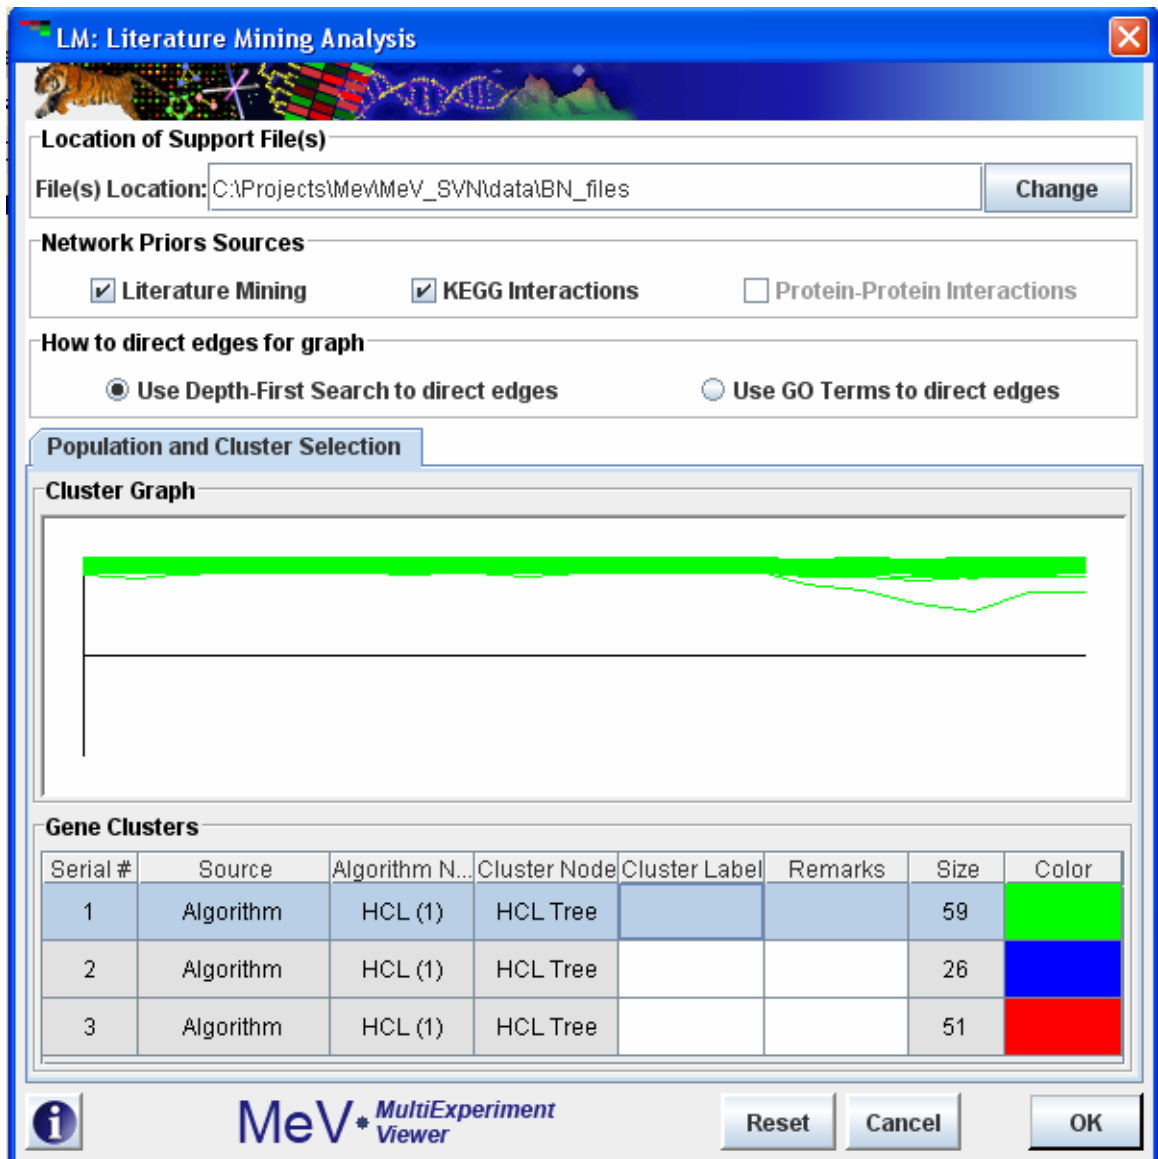 LM: Literature Mining Analysis
Location of Support File(s)
File(s) Location: C:\Projects\Mev\MeV_SVN\data\BN_files Change
Network Priors Sources
Literature Mining KEGG Interactions Protein-Protein Interactions
How to direct edges for graph
Use Depth-First Search to direct edges Use GO Terms to direct edges
Population and Cluster Selection
Cluster Graph
Gene Clusters
Serial # Source Algorithm N... Cluster Node Cluster Label Remarks Size Color
1 Algorithm HCL (1) HCL Tree 59
2 Algorithm HCL (1) HCL Tree 26
3 Algorithm HCL (1) HCL Tree 51
MeV MultiExperiment Viewer Reset Cancel OK